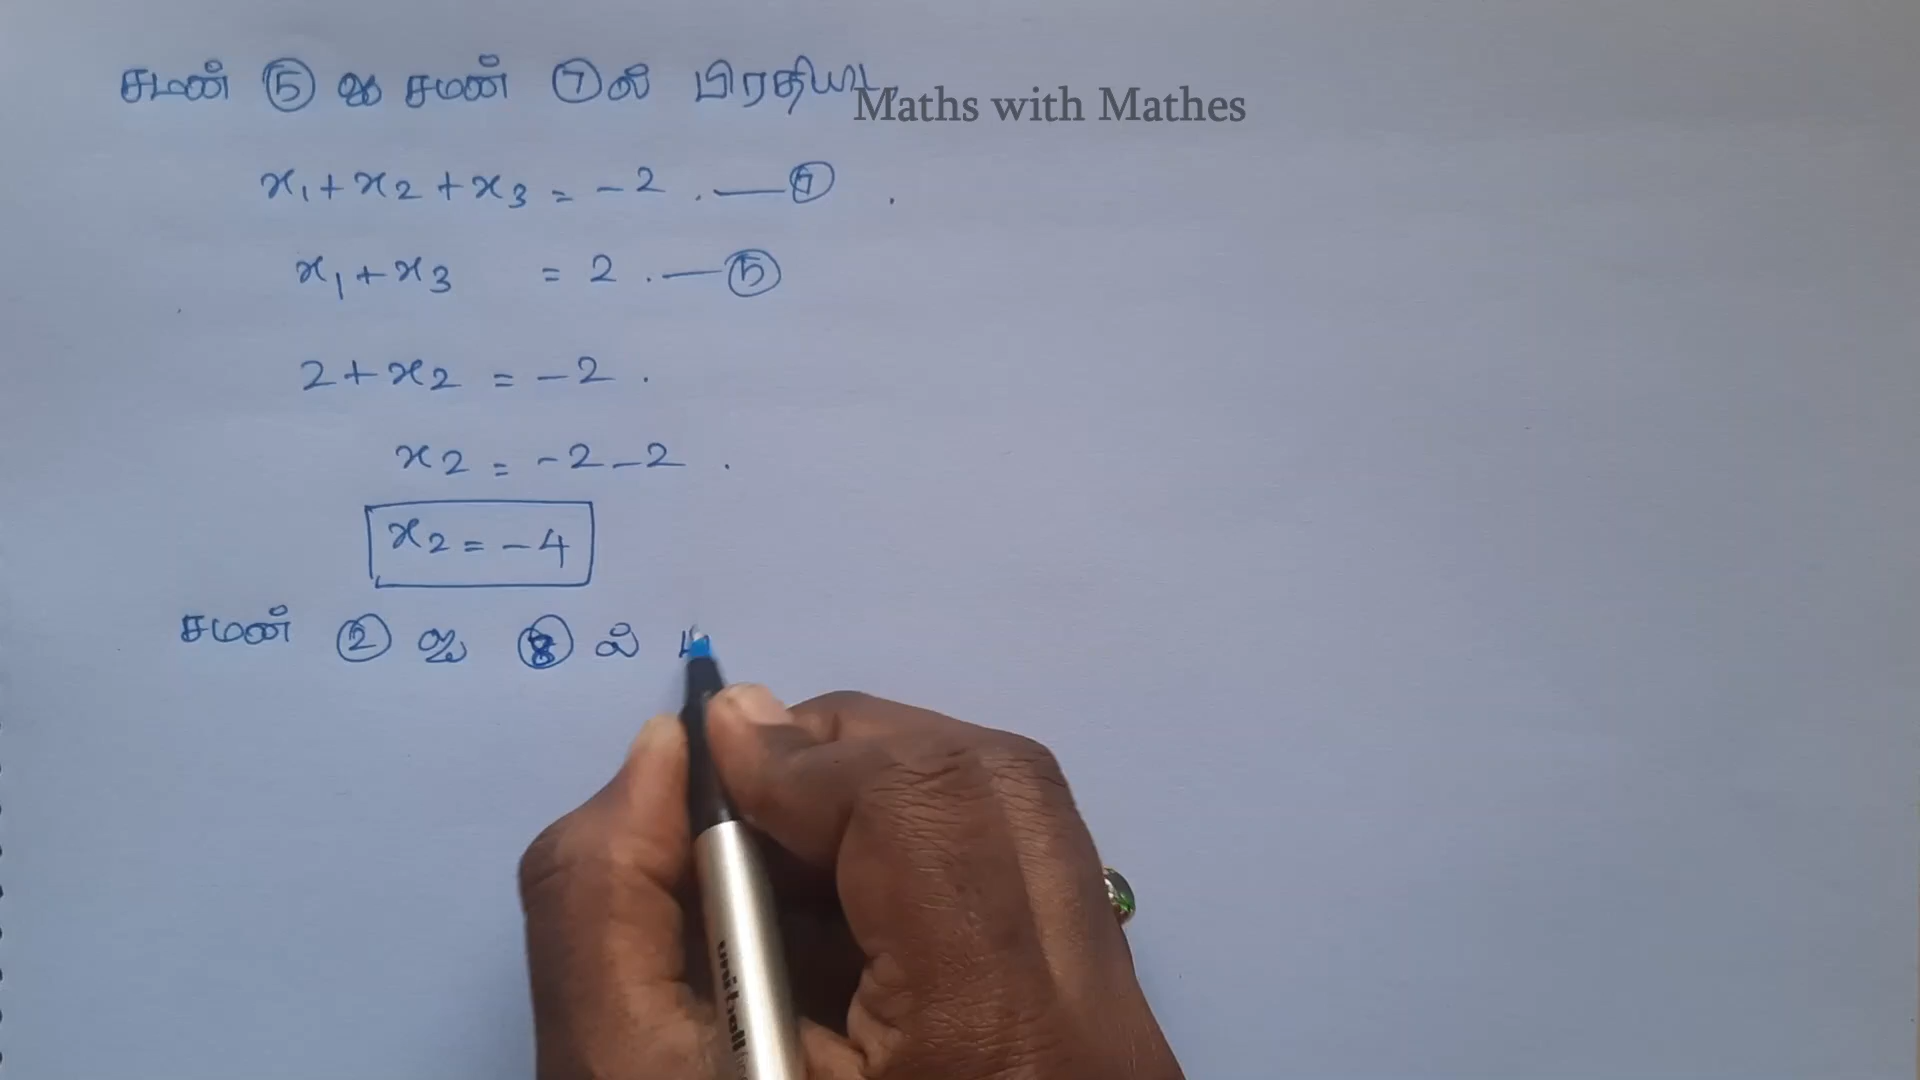 சமன் ⑤ ஐ சமன் ⑦ல் பிரதியிட
Maths with Mathes
x₁ + x₂ + x₃ = -2 . — ⑦
x₁ + x₃ = 2 . — ⑤
2 + x₂ = -2 .
x₂ = -2 - 2 .
x₂ = -4
சமன் ② ஐ ⑧ ல்
uniball